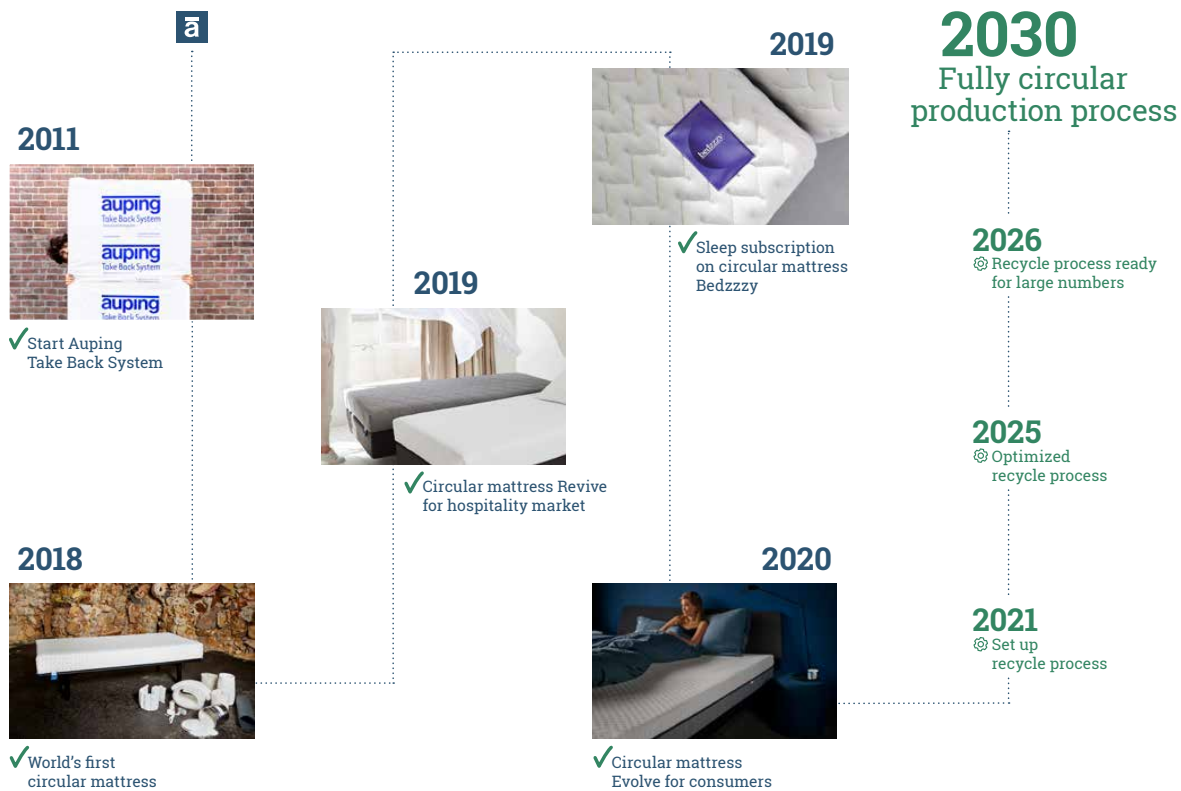 ā
2011
auping
Take Back System
auping
Take Back System
auping
Take Back System
Start Auping
Take Back System
2018
World's first
circular mattress
2019
Circular mattress Revive
for hospitality market
2019
bedzzzy
Sleep subscription
on circular mattress
Bedzzzy
2020
Circular mattress
Evolve for consumers
2030
Fully circular
production process
2026
Recycle process ready
for large numbers
2025
Optimized
recycle process
2021
Set up
recycle process